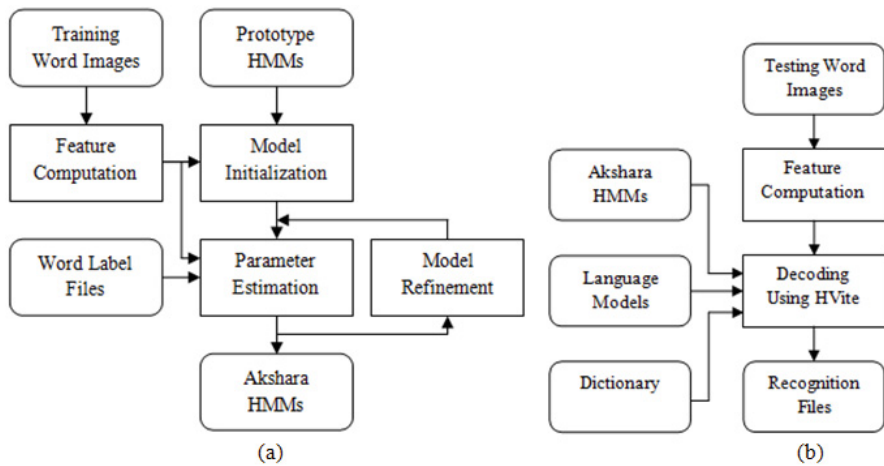 Training
Word Images
Prototype
HMMs
Feature
Computation
Model
Initialization
Word Label
Files
Parameter
Estimation
Model
Refinement
Akshara
HMMs
(a)
Testing Word
Images
Feature
Computation
Akshara
HMMs
Language
Models
Decoding
Using HVite
Dictionary
Recognition
Files
(b)